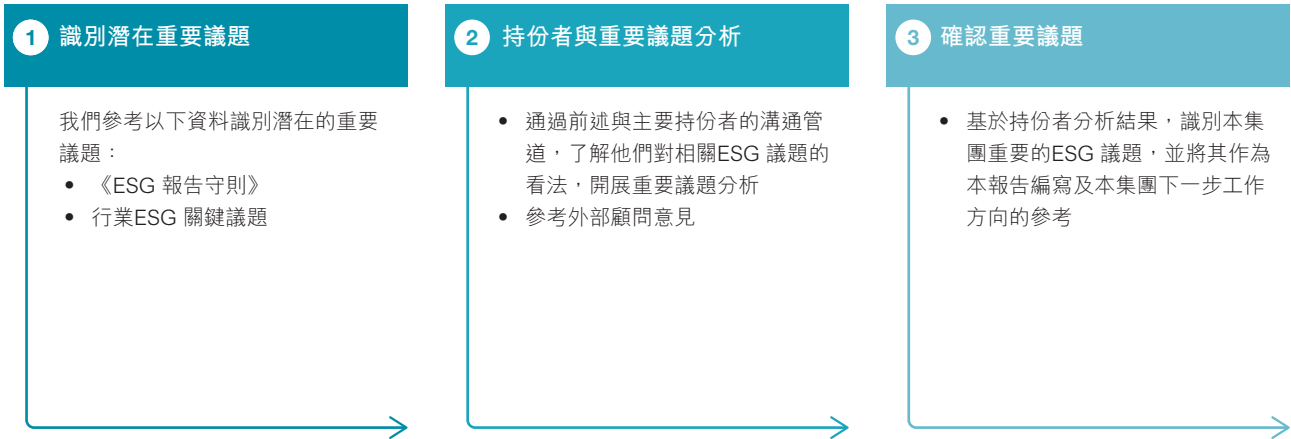 1 識別潛在重要議題
我們參考以下資料識別潛在的重要
議題：
• 《ESG 報告守則》
• 行業ESG 關鍵議題
2 持份者與重要議題分析
• 通過前述與主要持份者的溝通管
道，了解他們對相關ESG 議題的
看法，開展重要議題分析
• 參考外部顧問意見
3 確認重要議題
• 基於持份者分析結果，識別本集
團重要的ESG 議題，並將其作為
本報告編寫及本集團下一步工作
方向的參考